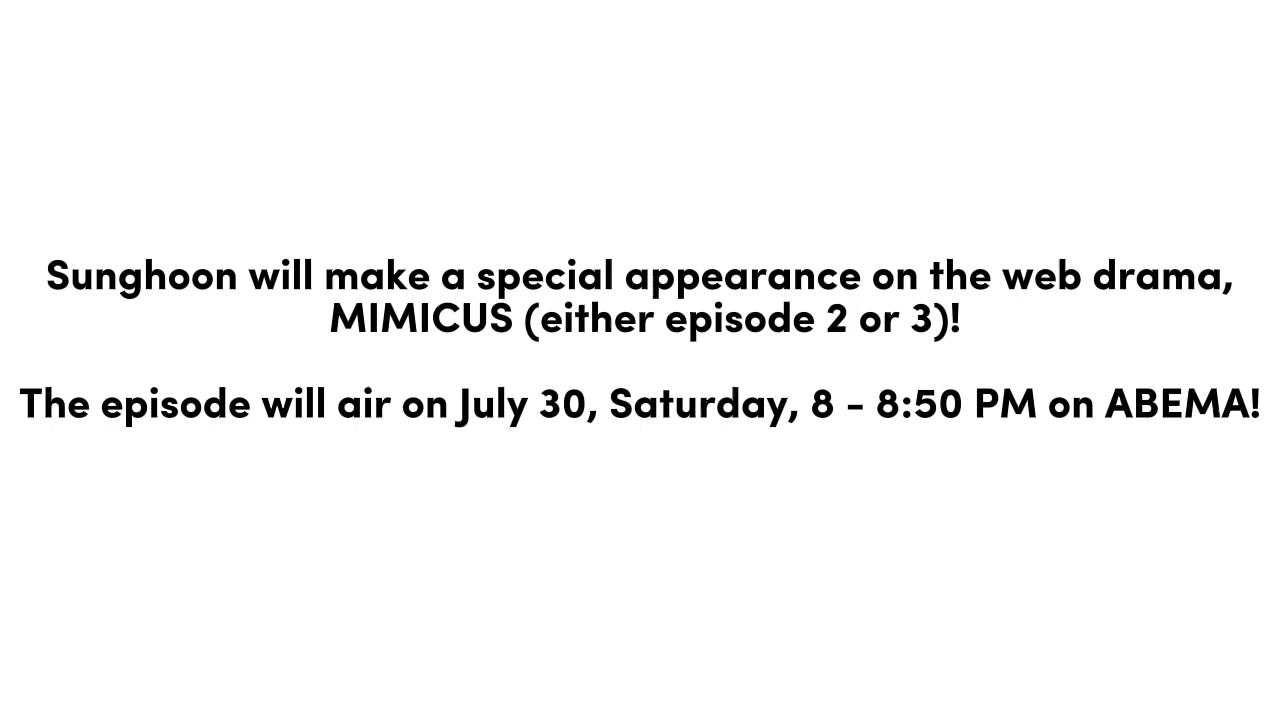 Sunghoon will make a special appearance on the web drama,
MIMICUS (either episode 2 or 3)!
The episode will air on July 30, Saturday, 8 - 8:50 PM on ABEMA!